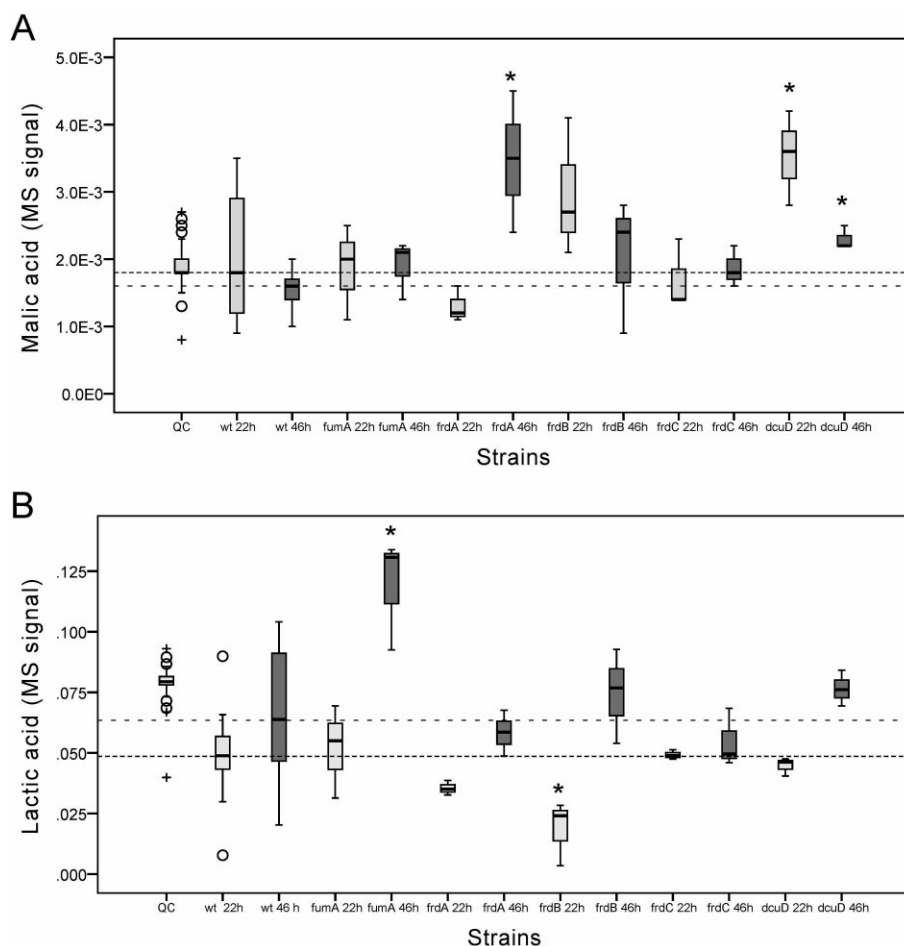 A
Malic acid (MS signal)
5.0E-3
4.0E-3
3.0E-3
2.0E-3
1.0E-3
0.0E0
* * *
QC wt 22h wt 46h fumA 22h fumA 46h frdA 22h frdA 46h frdB 22h frdB 46h frdC 22h frdC 46h dcuD 22h dcuD 46h
Strains
B
Lactic acid (MS signal)
.125
.100
.075
.050
.025
.000
* *
QC wt 22h wt 46 h fumA 22h fumA 46h frdA 22h frdA 46h frdB 22h frdB 46h frdC 22h frdC 46h dcuD 22h dcuD 46h
Strains